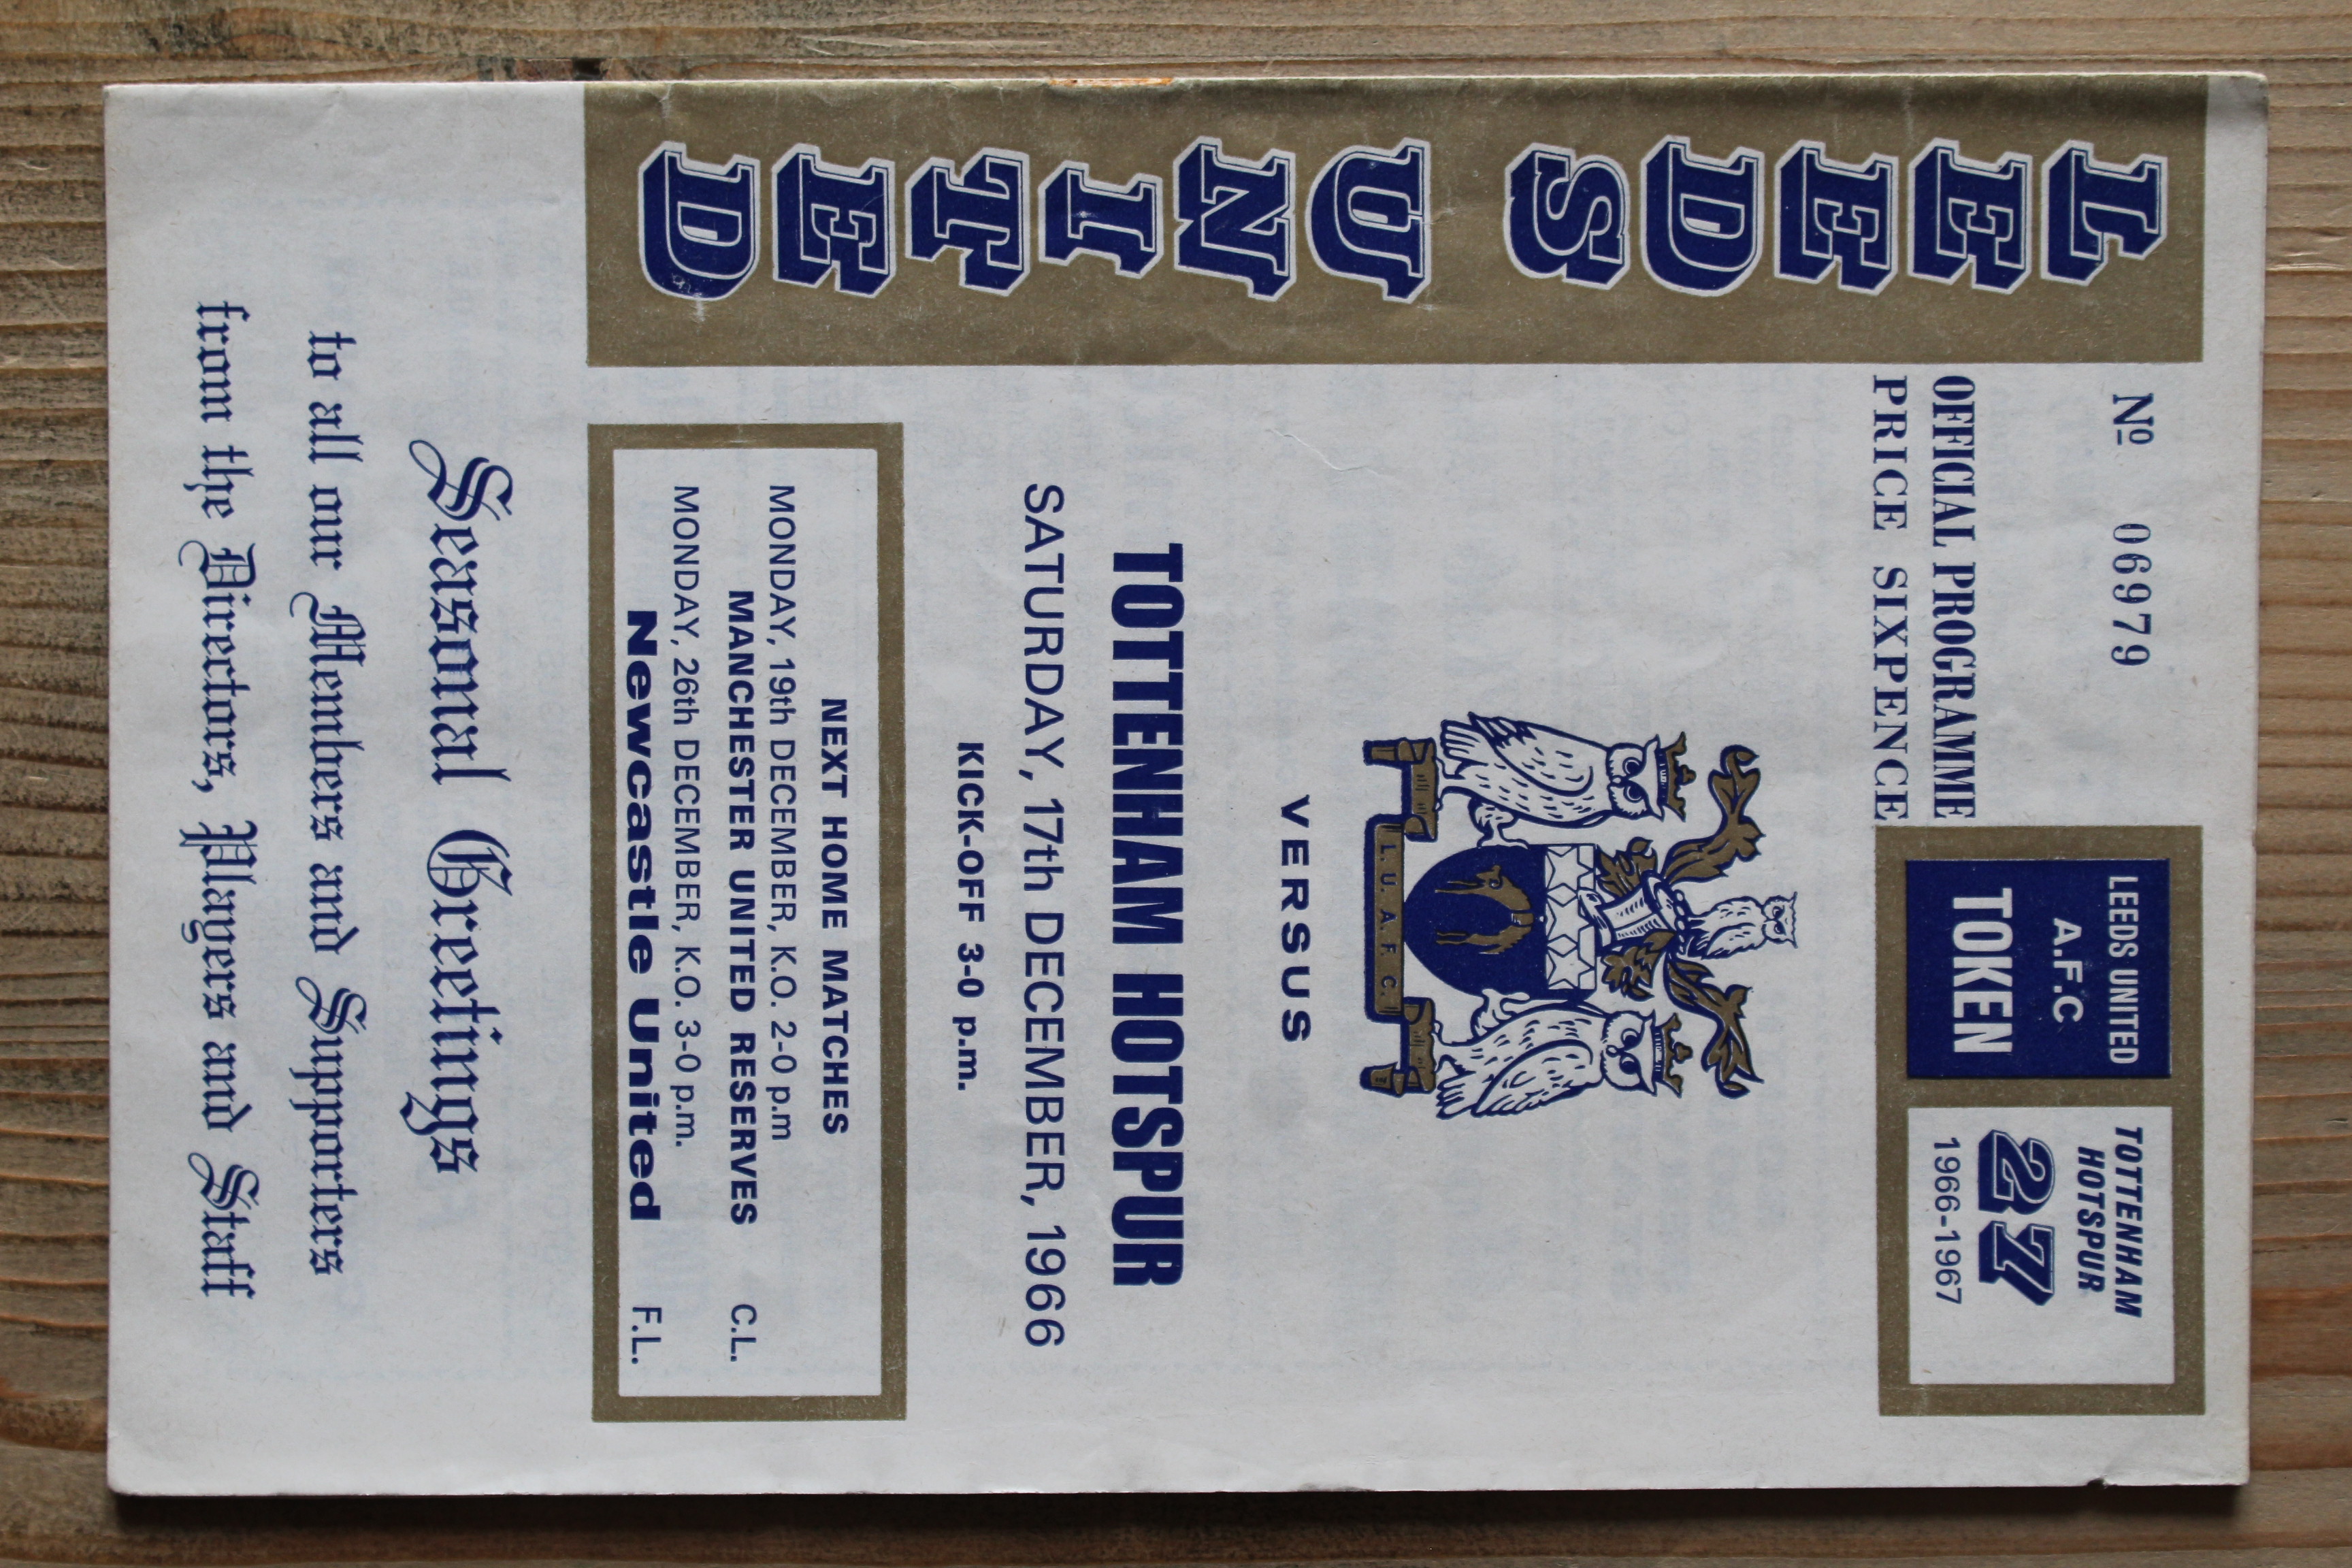 LEEDS UNITED
Nº 06979
OFFICIAL PROGRAMME
PRICE SIXPENCE
LEEDS UNITED
A.F.C
TOKEN
TOTTENHAM
HOTSPUR
27
1966-1967
L. U. A. F. C.
VERSUS
TOTTENHAM HOTSPUR
SATURDAY, 17th DECEMBER, 1966
KICK-OFF 3-0 p.m.
NEXT HOME MATCHES
MONDAY, 19th DECEMBER, K.O. 2-0 p.m
MANCHESTER UNITED RESERVES C.L.
MONDAY, 26th DECEMBER, K.O. 3-0 p.m.
Newcastle United F.L.
Seasonal Greetings
to all our Members and Supporters
from the Directors, Players and Staff